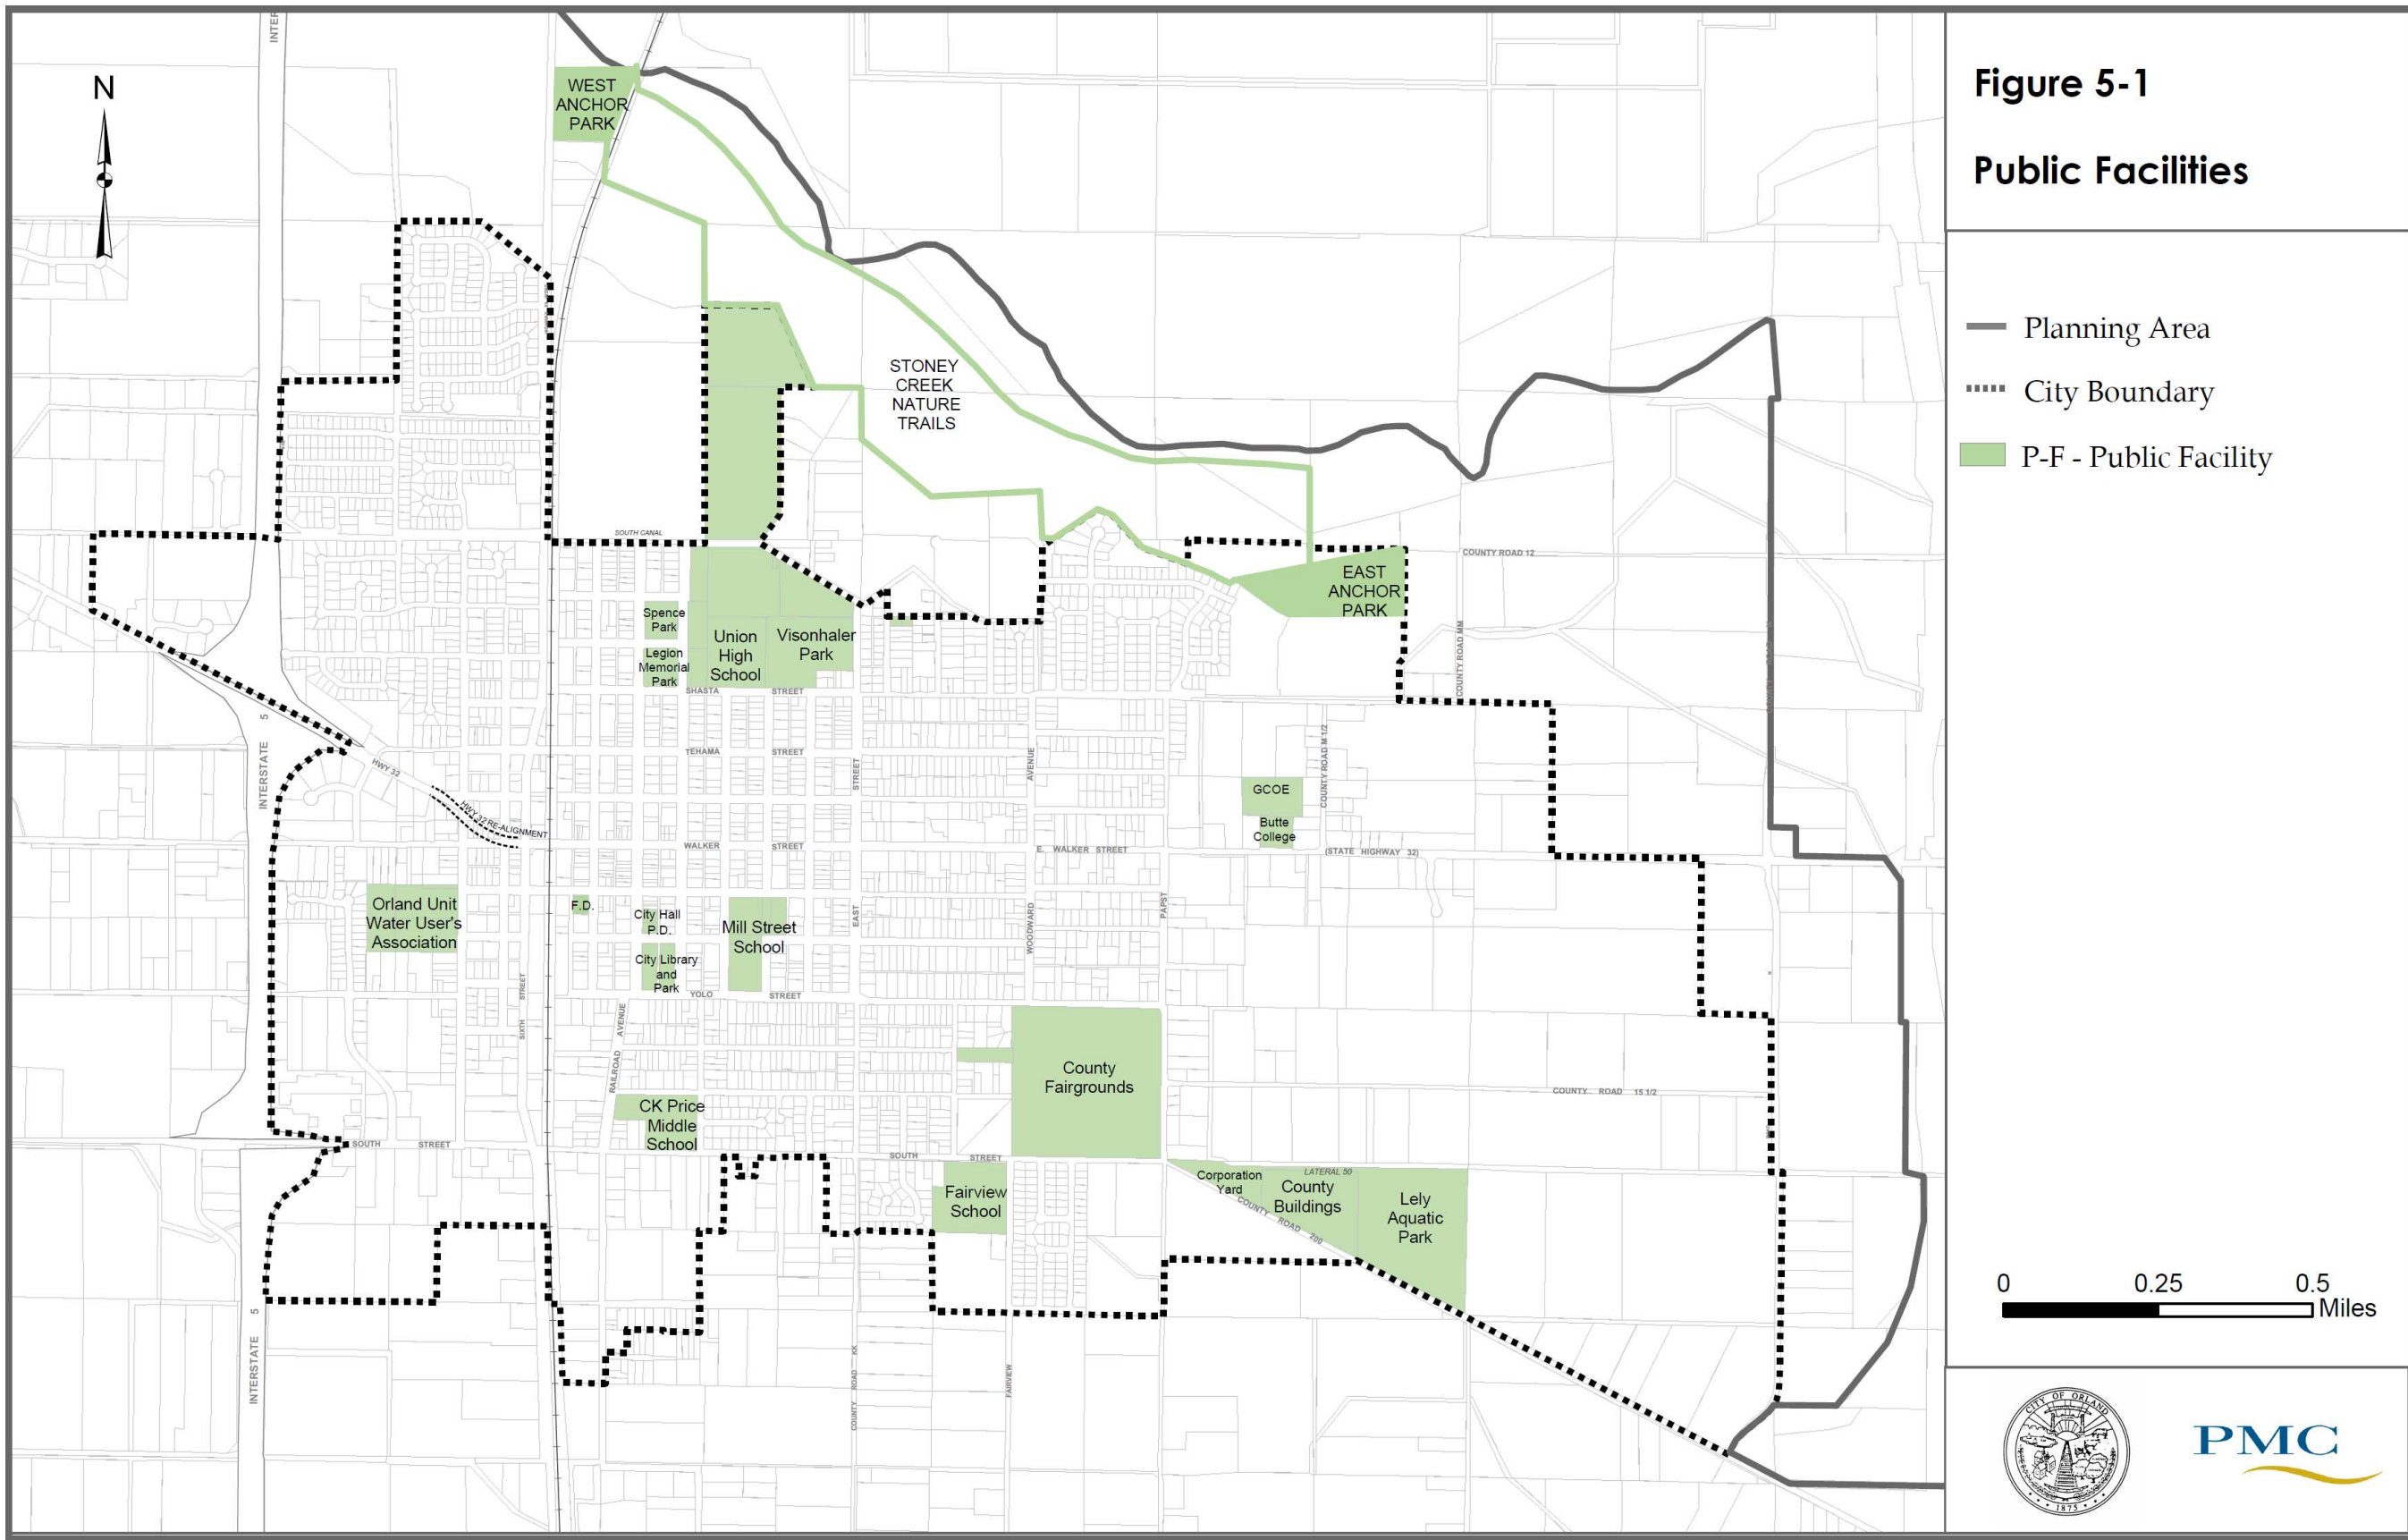 Figure 5-1
Public Facilities
Planning Area
City Boundary
P-F - Public Facility
0 0.25 0.5
Miles
CITY OF ORLAND
1875
PMC
N
WEST
ANCHOR
PARK
STONEY
CREEK
NATURE
TRAILS
SOUTH CANAL
COUNTY ROAD 12
EAST
ANCHOR
PARK
Spence
Park
Legion
Memorial
Park
Union
High
School
Visonhaler
Park
SHASTA STREET
COUNTY ROAD MM
INTERSTATE 5
HWY 32
HWY 32 RE-ALIGNMENT
TEHAMA STREET
STREET
AVENUE
COUNTY ROAD M 1/2
GCOE
Butte
College
WALKER STREET
E. WALKER STREET
(STATE HIGHWAY 32)
Orland Unit
Water User's
Association
F.D.
City Hall
P.D.
Mill Street
School
City Library
and
Park
EAST
WOODWARD
PAPST
YOLO STREET
SIXTH STREET
RAILROAD AVENUE
County
Fairgrounds
COUNTY ROAD 15 1/2
CK Price
Middle
School
SOUTH STREET
SOUTH STREET
Fairview
School
Corporation
Yard
LATERAL 50
County
Buildings
COUNTY ROAD 200
Lely
Aquatic
Park
INTERSTATE 5
COUNTY ROAD KK
FAIRVIEW